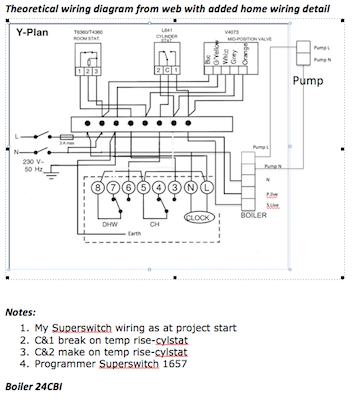 Theoretical wiring diagram from web with added home wiring detail
Y-Plan
T6360/T4360
ROOM STAT.
L641
CYLINDER
STAT.
V4073
MID-POSITION VALVE
Blue
G/Yellow
White
Grey
Orange
1 2 3
2 C 1
Pump L
Pump N
Pump
L
3 A max
N
230 V~
50 Hz
Pump L
Pump N
N
P.live
S.Live
BOILER
8 7 6 5 4 3 N L
DHW
CH
CLOCK
Earth
Notes:
1. My Superswitch wiring as at project start
2. C&1 break on temp rise-cylstat
3. C&2 make on temp rise-cylstat
4. Programmer Superswitch 1657
Boiler 24CBI